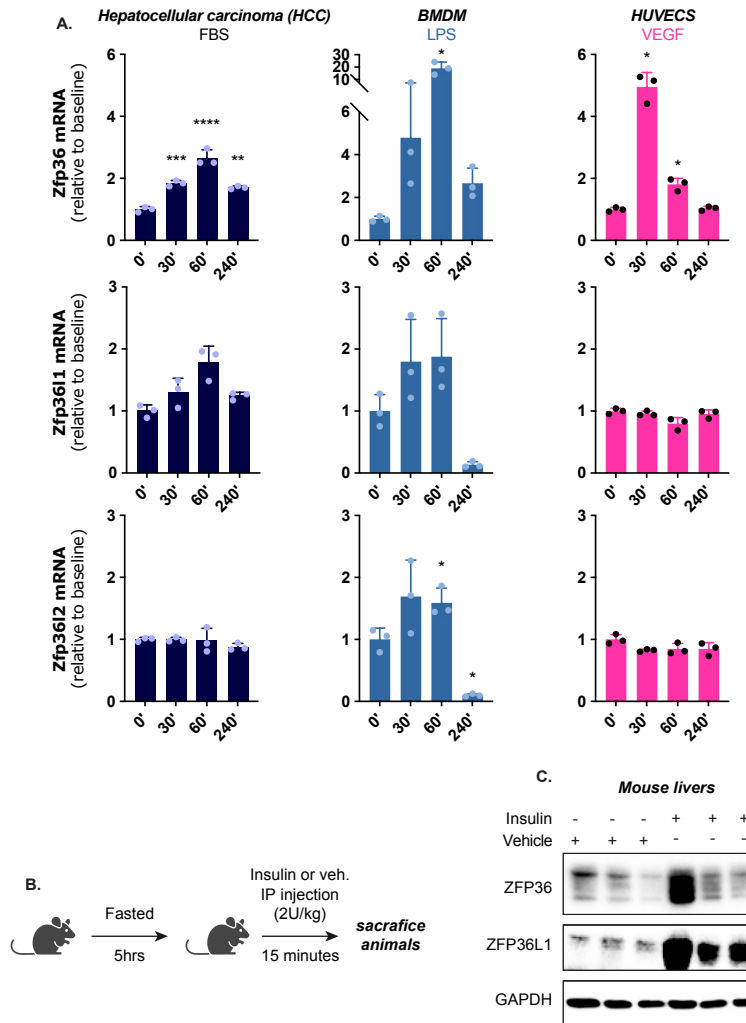 A.
Hepatocellular carcinoma (HCC)
FBS
BMDM
LPS
HUVECS
VEGF
Zfp36 mRNA
(relative to baseline)
6
4
2
0
0' 30' 60' 240'
**** *** **
30
20
10
6
4
2
0
0' 30' 60' 240'
*
6
4
2
0
0' 30' 60' 240'
* *
Zfp36l1 mRNA
(relative to baseline)
3
2
1
0
0' 30' 60' 240'
3
2
1
0
0' 30' 60' 240'
3
2
1
0
0' 30' 60' 240'
Zfp36l2 mRNA
(relative to baseline)
3
2
1
0
0' 30' 60' 240'
3
2
1
0
0' 30' 60' 240'
* *
3
2
1
0
0' 30' 60' 240'
B.
Fasted
5hrs
Insulin or veh.
IP injection
(2U/kg)
15 minutes
sacrafice
animals
C.
Mouse livers
Insulin - - - + + +
Vehicle + + + - - -
ZFP36
ZFP36L1
GAPDH